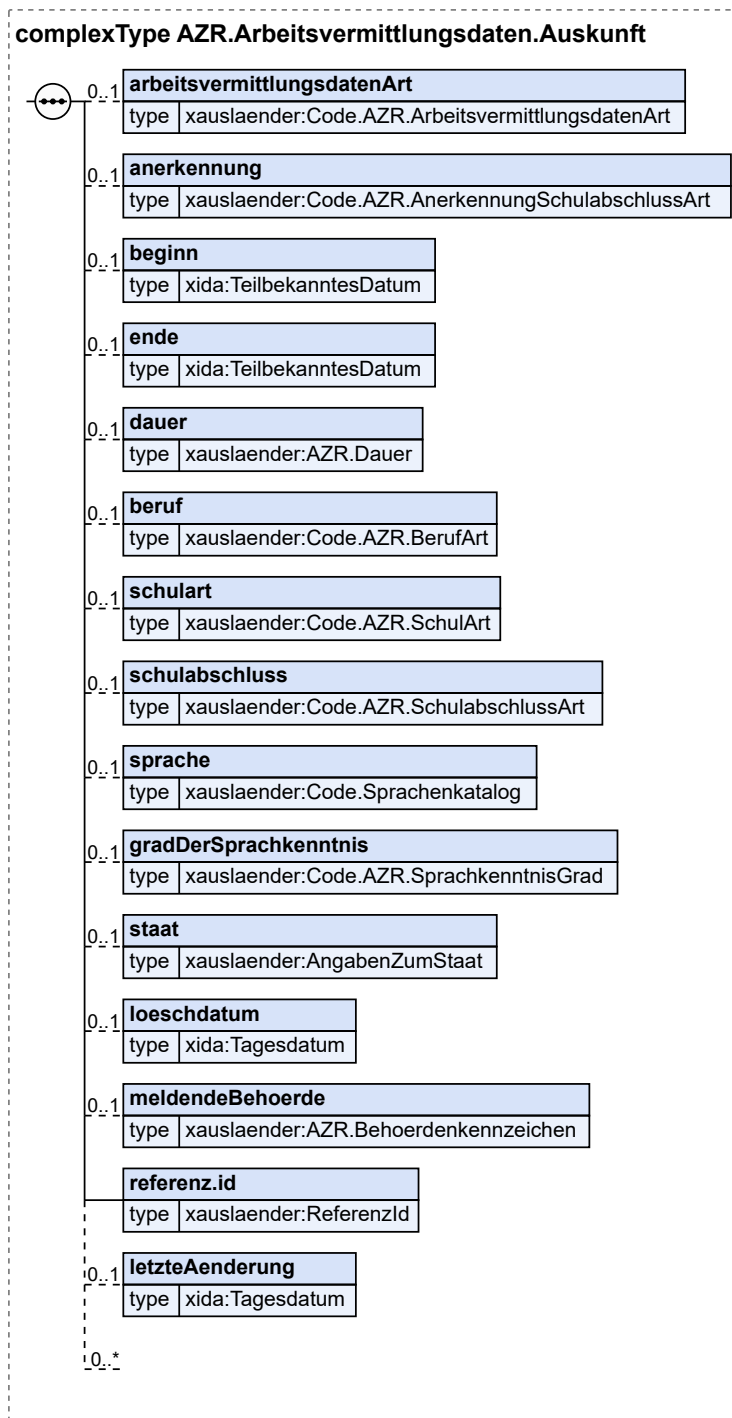 complexType AZR.Arbeitsvermittlungsdaten.Auskunft
0..1 arbeitsvermittlungsdatenArt
type xauslaender:Code.AZR.ArbeitsvermittlungsdatenArt
0..1 anerkennung
type xauslaender:Code.AZR.AnerkennungSchulabschlussArt
0..1 beginn
type xida:TeilbekanntesDatum
0..1 ende
type xida:TeilbekanntesDatum
0..1 dauer
type xauslaender:AZR.Dauer
0..1 beruf
type xauslaender:Code.AZR.BerufArt
0..1 schulart
type xauslaender:Code.AZR.SchulArt
0..1 schulabschluss
type xauslaender:Code.AZR.SchulabschlussArt
0..1 sprache
type xauslaender:Code.Sprachenkatalog
0..1 gradDerSprachkenntnis
type xauslaender:Code.AZR.SprachkenntnisGrad
0..1 staat
type xauslaender:AngabenZumStaat
0..1 loeschdatum
type xida:Tagesdatum
0..1 meldendeBehoerde
type xauslaender:AZR.Behoerdenkennzeichen
referenz.id
type xauslaender:ReferenzId
0..1 letzteAenderung
type xida:Tagesdatum
0..*